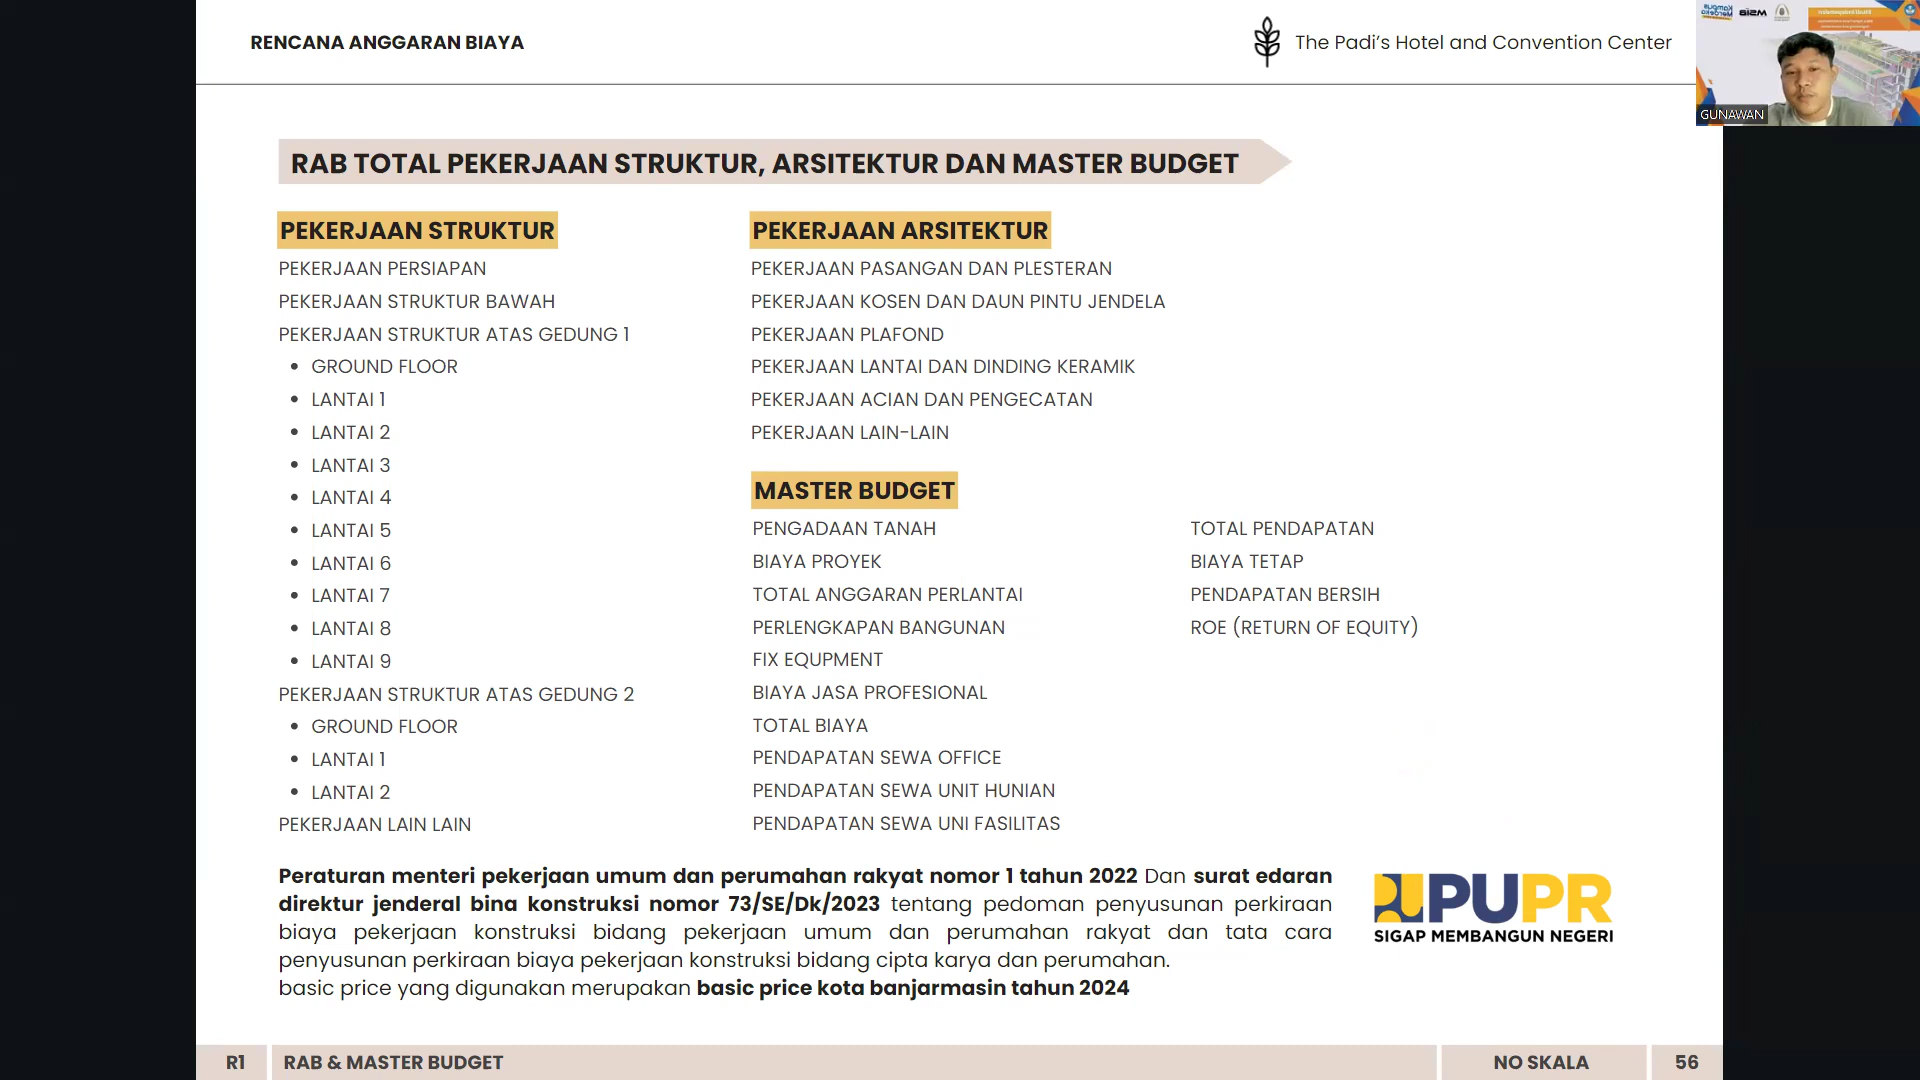 RENCANA ANGGARAN BIAYA
The Padi's Hotel and Convention Center
GUNAWAN
RAB TOTAL PEKERJAAN STRUKTUR, ARSITEKTUR DAN MASTER BUDGET
PEKERJAAN STRUKTUR
PEKERJAAN PERSIAPAN
PEKERJAAN STRUKTUR BAWAH
PEKERJAAN STRUKTUR ATAS GEDUNG 1
• GROUND FLOOR
• LANTAI 1
• LANTAI 2
• LANTAI 3
• LANTAI 4
• LANTAI 5
• LANTAI 6
• LANTAI 7
• LANTAI 8
• LANTAI 9
PEKERJAAN STRUKTUR ATAS GEDUNG 2
• GROUND FLOOR
• LANTAI 1
• LANTAI 2
PEKERJAAN LAIN LAIN
PEKERJAAN ARSITEKTUR
PEKERJAAN PASANGAN DAN PLESTERAN
PEKERJAAN KOSEN DAN DAUN PINTU JENDELA
PEKERJAAN PLAFOND
PEKERJAAN LANTAI DAN DINDING KERAMIK
PEKERJAAN ACIAN DAN PENGECATAN
PEKERJAAN LAIN-LAIN
MASTER BUDGET
PENGADAAN TANAH
BIAYA PROYEK
TOTAL ANGGARAN PERLANTAI
PERLENGKAPAN BANGUNAN
FIX EQUPMENT
BIAYA JASA PROFESIONAL
TOTAL BIAYA
PENDAPATAN SEWA OFFICE
PENDAPATAN SEWA UNIT HUNIAN
PENDAPATAN SEWA UNI FASILITAS
TOTAL PENDAPATAN
BIAYA TETAP
PENDAPATAN BERSIH
ROE (RETURN OF EQUITY)
Peraturan menteri pekerjaan umum dan perumahan rakyat nomor 1 tahun 2022 Dan surat edaran
direktur jenderal bina konstruksi nomor 73/SE/Dk/2023 tentang pedoman penyusunan perkiraan
biaya pekerjaan konstruksi bidang pekerjaan umum dan perumahan rakyat dan tata cara
penyusunan perkiraan biaya pekerjaan konstruksi bidang cipta karya dan perumahan.
basic price yang digunakan merupakan basic price kota banjarmasin tahun 2024
PUPR
SIGAP MEMBANGUN NEGERI
R1
RAB & MASTER BUDGET
NO SKALA
56